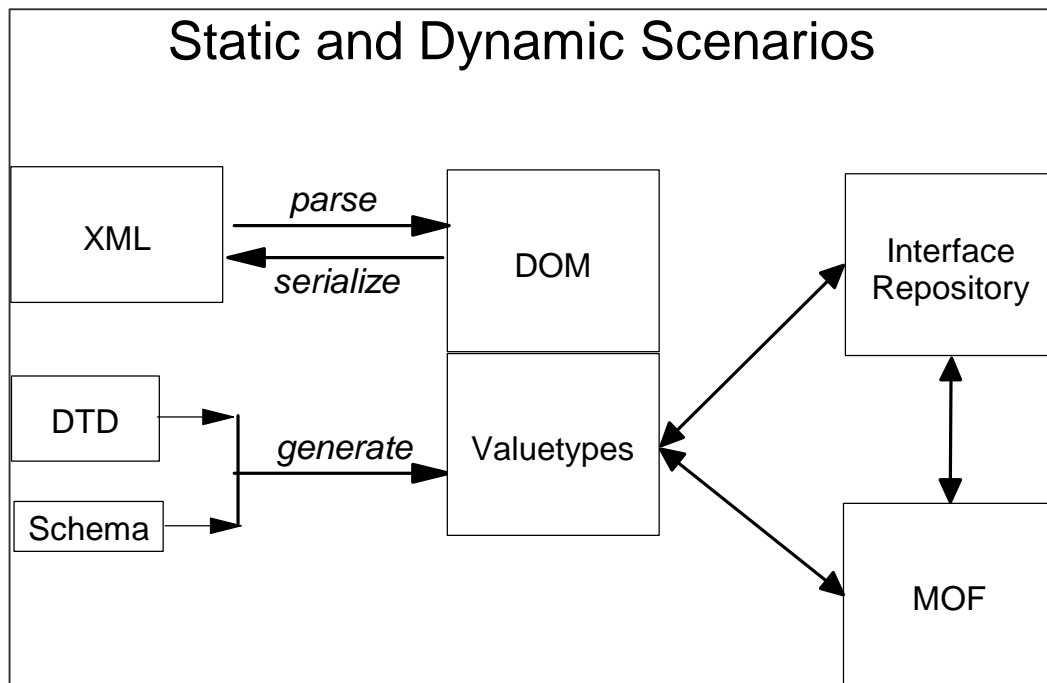 Static and Dynamic Scenarios
XML
parse
serialize
DOM
Interface
Repository
DTD
Schema
generate
Valuetypes
MOF